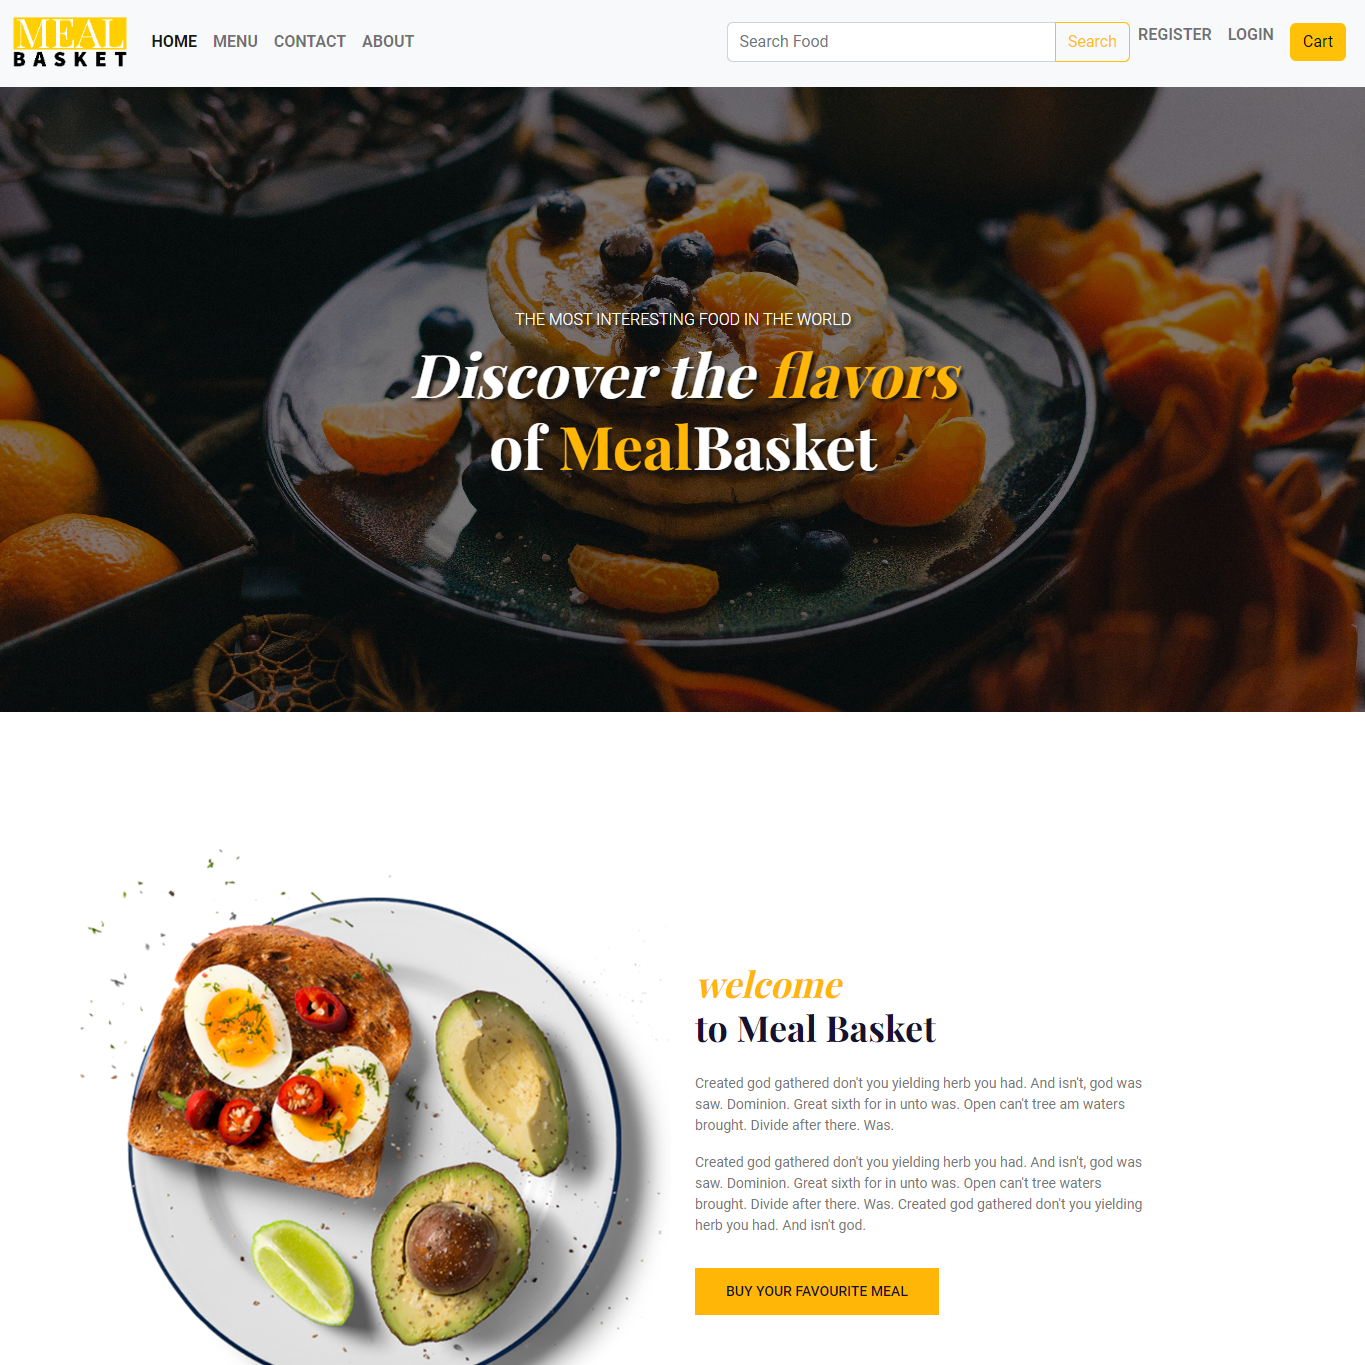 MEAL
BASKET
HOME MENU CONTACT ABOUT
Search Food Search REGISTER LOGIN Cart
THE MOST INTERESTING FOOD IN THE WORLD
Discover the flavors
of MealBasket
welcome
to Meal Basket
Created god gathered don't you yielding herb you had. And isn't, god was
saw. Dominion. Great sixth for in unto was. Open can't tree am waters
brought. Divide after there. Was.
Created god gathered don't you yielding herb you had. And isn't, god was
saw. Dominion. Great sixth for in unto was. Open can't tree waters
brought. Divide after there. Was. Created god gathered don't you yielding
herb you had. And isn't god.
BUY YOUR FAVOURITE MEAL